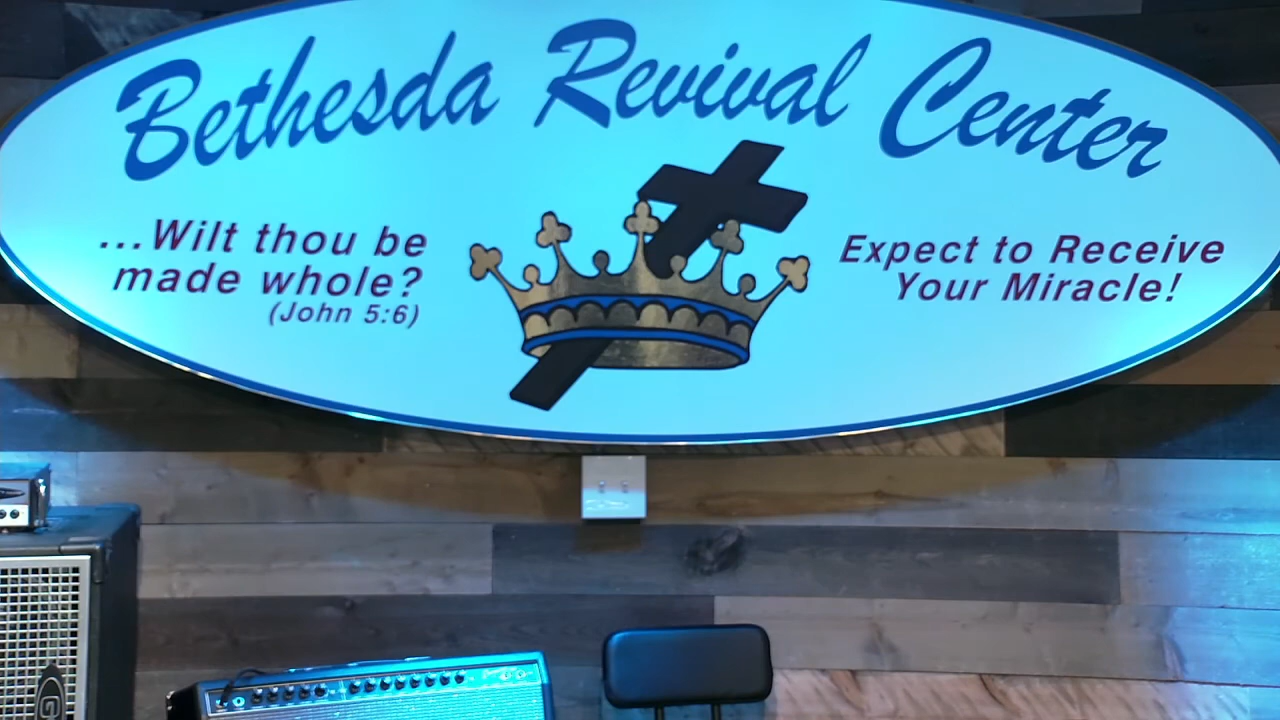 Bethesda Revival Center
...Wilt thou be
made whole?
(John 5:6)
Expect to Receive
Your Miracle!